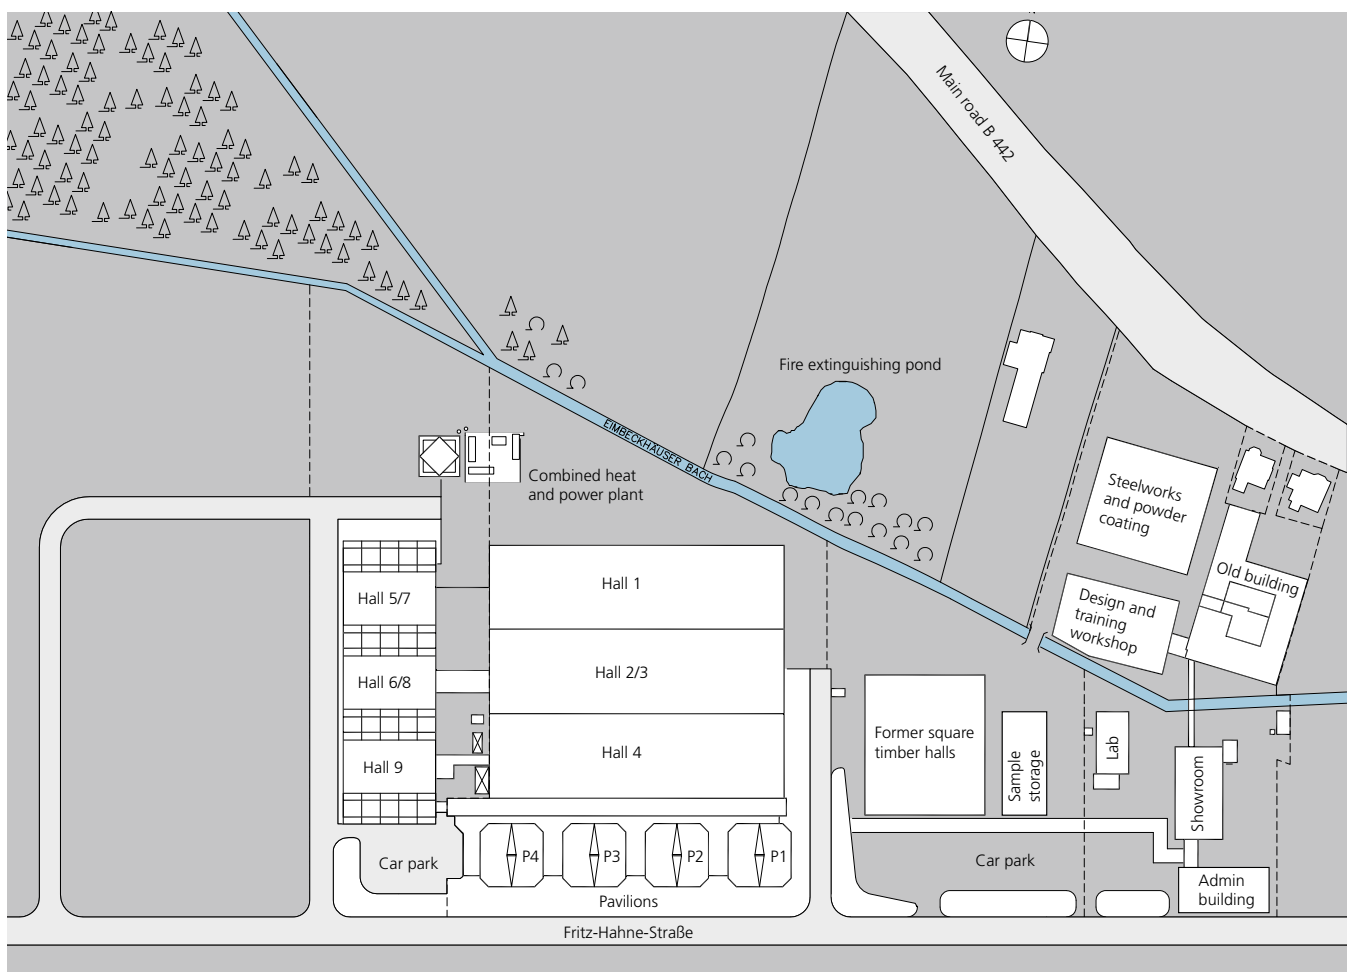 Main road B 442
Fire extinguishing pond
EIMBECKHÄUSER BACH
Combined heat
and power plant
Steelworks
and powder
coating
Old building
Design and
training
workshop
Hall 1
Hall 5/7
Hall 2/3
Hall 6/8
Hall 4
Hall 9
Former square
timber halls
Sample
storage
Lab
Showroom
Car park
P4
P3
P2
P1
Car park
Admin
building
Pavilions
Fritz-Hahne-Straße